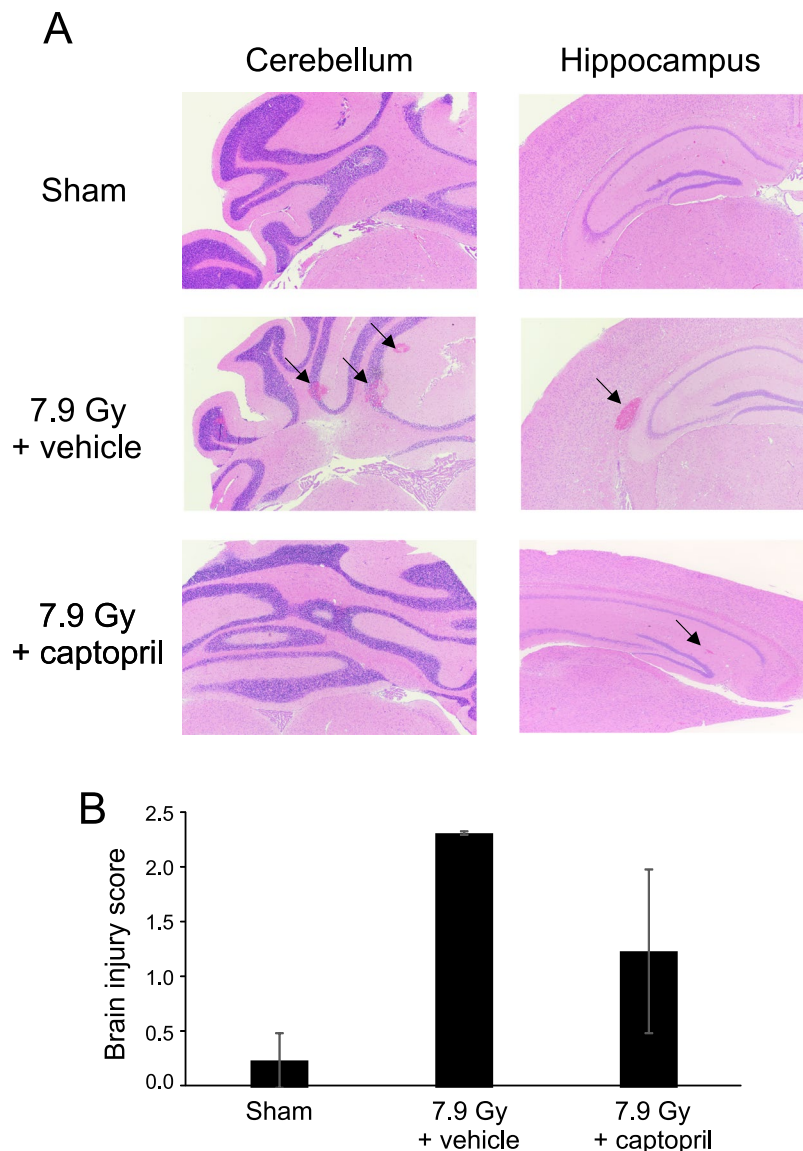 A
Cerebellum
Hippocampus
Sham
7.9 Gy
+ vehicle
7.9 Gy
+ captopril
B
Brain injury score
2.5
2.0
1.5
1.0
0.5
0.0
Sham
7.9 Gy
+ vehicle
7.9 Gy
+ captopril